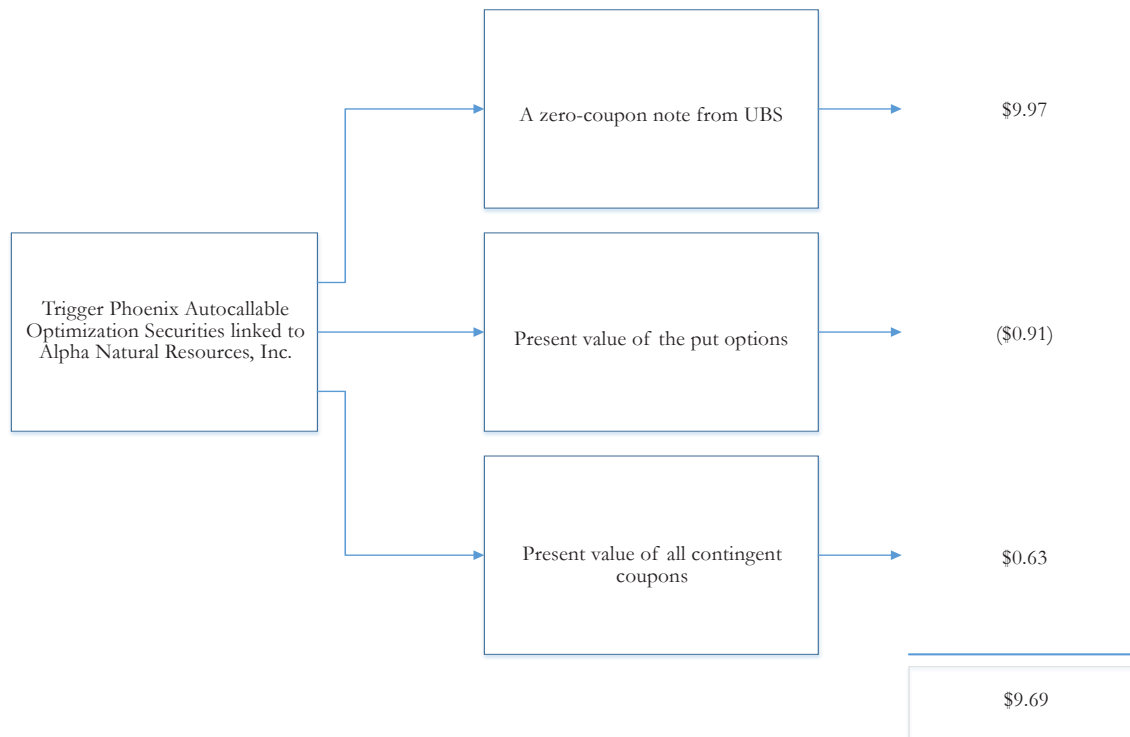 A zero-coupon note from UBS
$9.97
Trigger Phoenix Autocallable
Optimization Securities linked to
Alpha Natural Resources, Inc.
Present value of the put options
($0.91)
Present value of all contingent
coupons
$0.63
$9.69